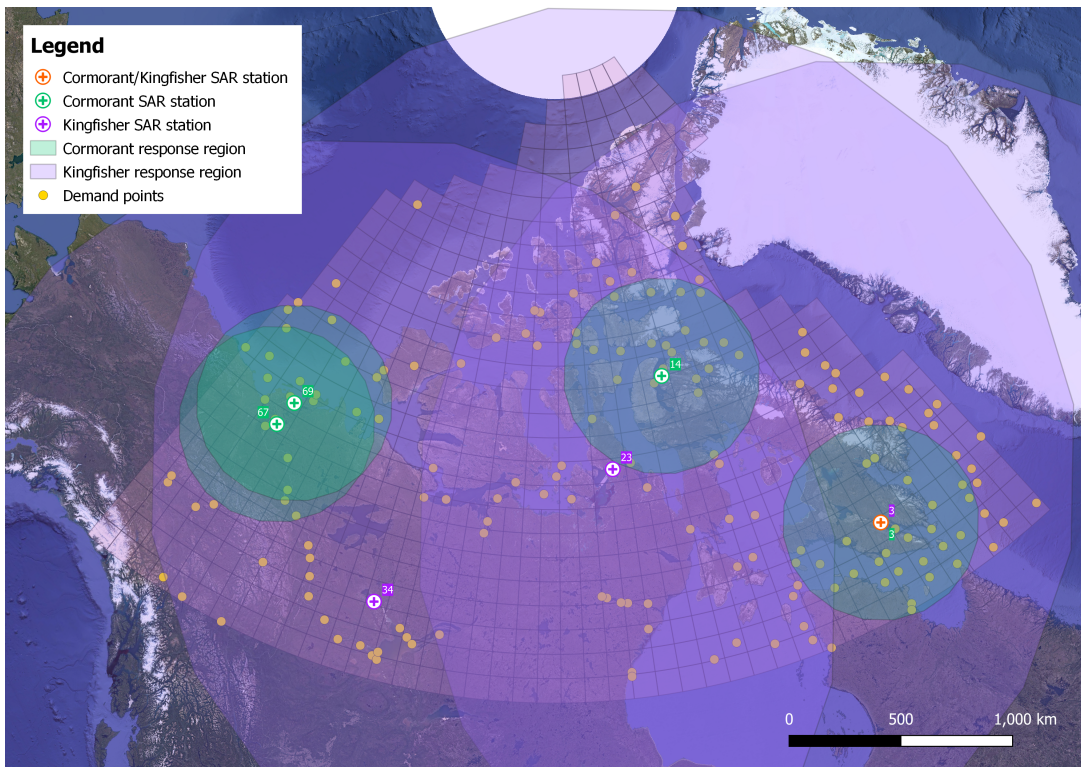 Legend
Cormorant/Kingfisher SAR station
Cormorant SAR station
Kingfisher SAR station
Cormorant response region
Kingfisher response region
Demand points
14
69
67
23
3
3
34
0 500 1,000 km